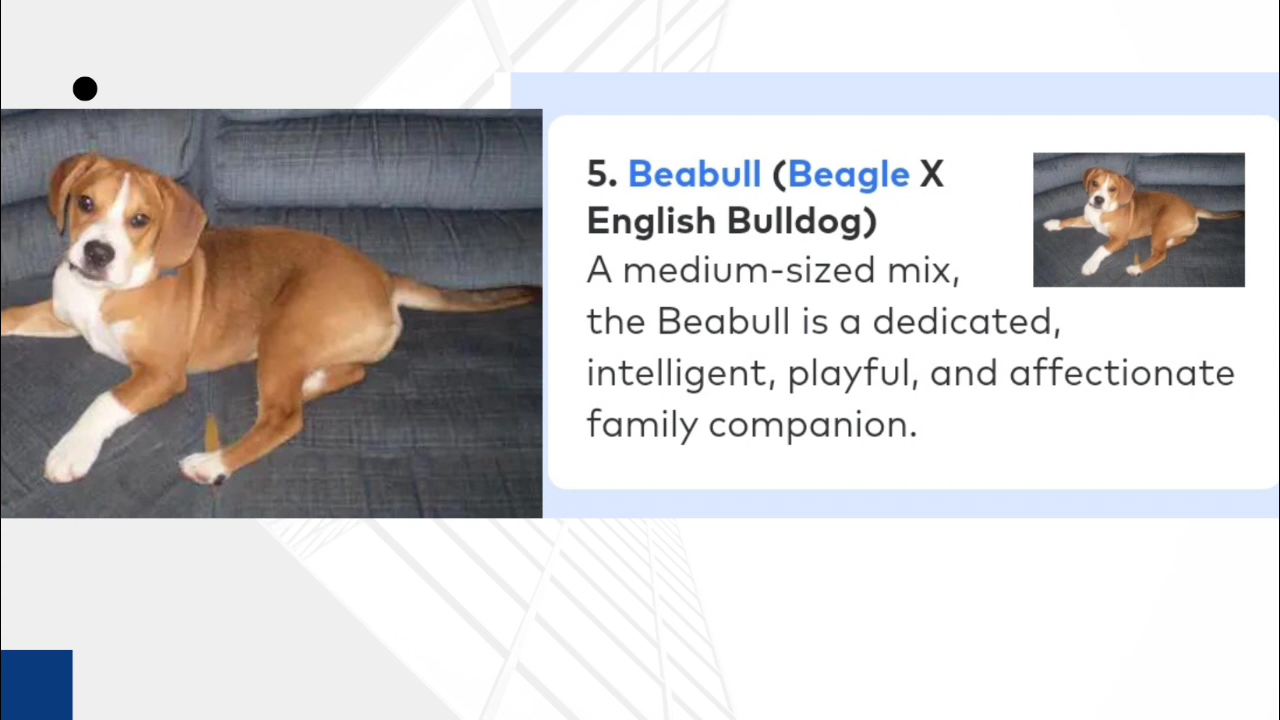 5. Beabull (Beagle X
English Bulldog)
A medium-sized mix,
the Beabull is a dedicated,
intelligent, playful, and affectionate
family companion.